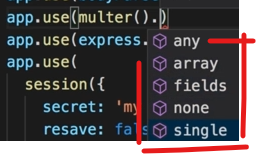 app.use(multer().)
app.use(express.
app.use(
session({
secret: 'my
resave: fals
any
array
fields
none
single